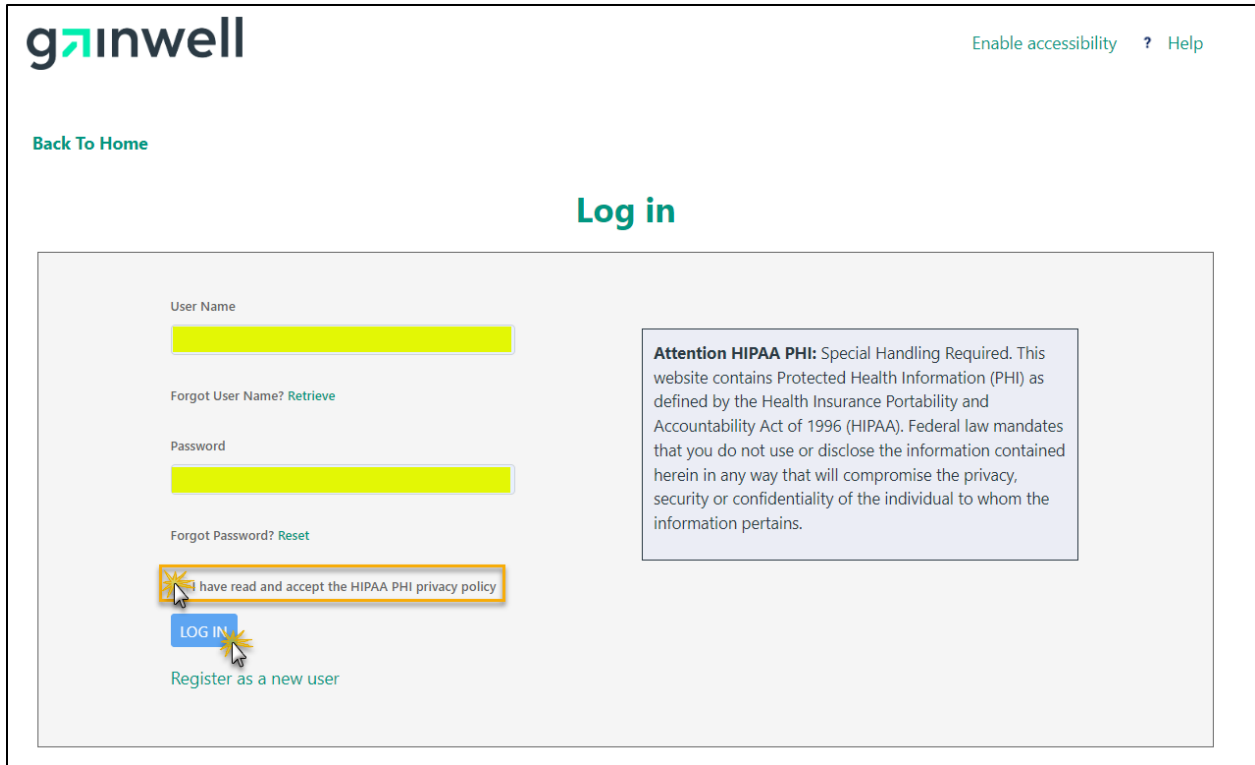 gainwell
Enable accessibility ? Help
Back To Home
Log in
User Name
Forgot User Name? Retrieve
Password
Forgot Password? Reset
I have read and accept the HIPAA PHI privacy policy
LOG IN
Register as a new user
Attention HIPAA PHI: Special Handling Required. This
website contains Protected Health Information (PHI) as
defined by the Health Insurance Portability and
Accountability Act of 1996 (HIPAA). Federal law mandates
that you do not use or disclose the information contained
herein in any way that will compromise the privacy,
security or confidentiality of the individual to whom the
information pertains.